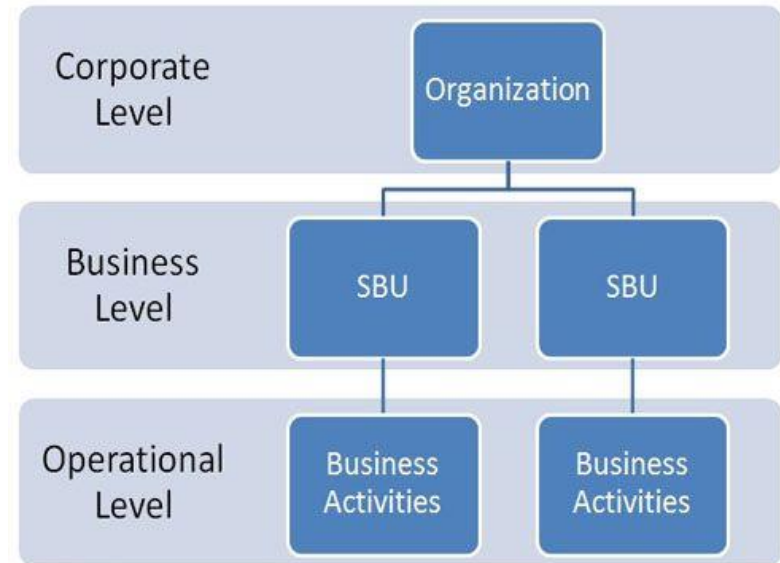 Corporate
Level
Organization
Business
Level
SBU
SBU
Operational
Level
Business
Activities
Business
Activities